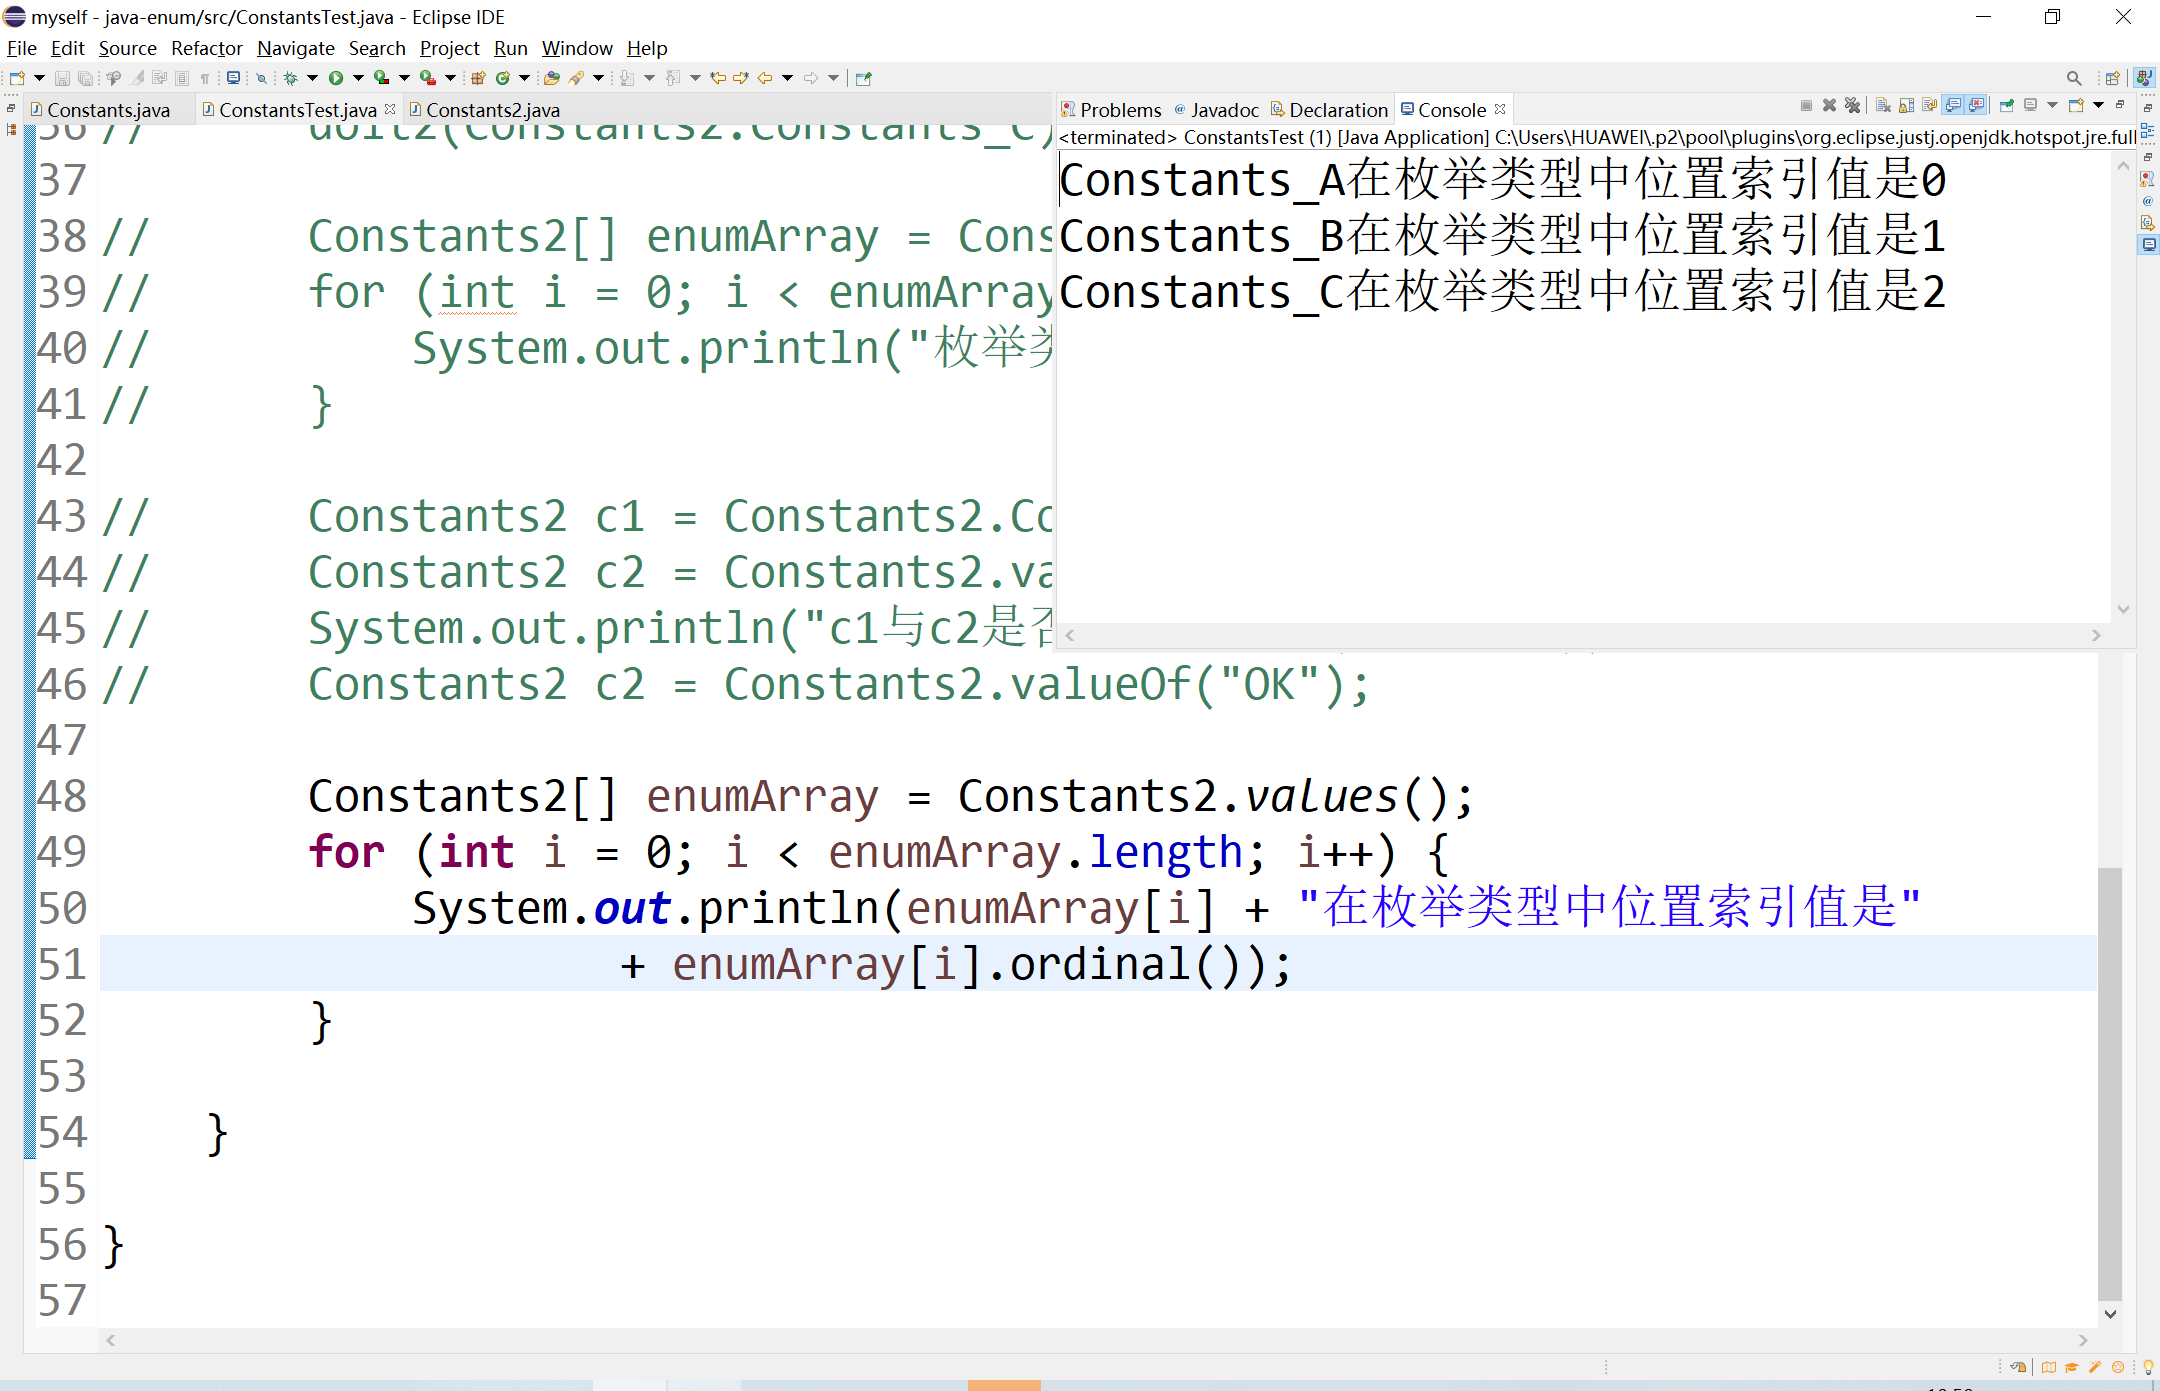 myself - java-enum/src/ConstantsTest.java - Eclipse IDE
File Edit Source Refactor Navigate Search Project Run Window Help
Constants.java ConstantsTest.java Constants2.java
36 // doIt2(Constants2.Constants_C)
37
38 // Constants2[] enumArray = Cons
39 // for (int i = 0; i < enumArray
40 // System.out.println("枚举类
41 // }
42
43 // Constants2 c1 = Constants2.Co
44 // Constants2 c2 = Constants2.va
45 // System.out.println("c1与c2是否
46 // Constants2 c2 = Constants2.valueOf("OK");
47
48 Constants2[] enumArray = Constants2.values();
49 for (int i = 0; i < enumArray.length; i++) {
50 System.out.println(enumArray[i] + "在枚举类型中位置索引值是"
51 + enumArray[i].ordinal());
52 }
53
54 }
55
56 }
57
Problems Javadoc Declaration Console
<terminated> ConstantsTest (1) [Java Application] C:\Users\HUAWEI\.p2\pool\plugins\org.eclipse.justj.openjdk.hotspot.jre.full
Constants_A在枚举类型中位置索引值是0
Constants_B在枚举类型中位置索引值是1
Constants_C在枚举类型中位置索引值是2